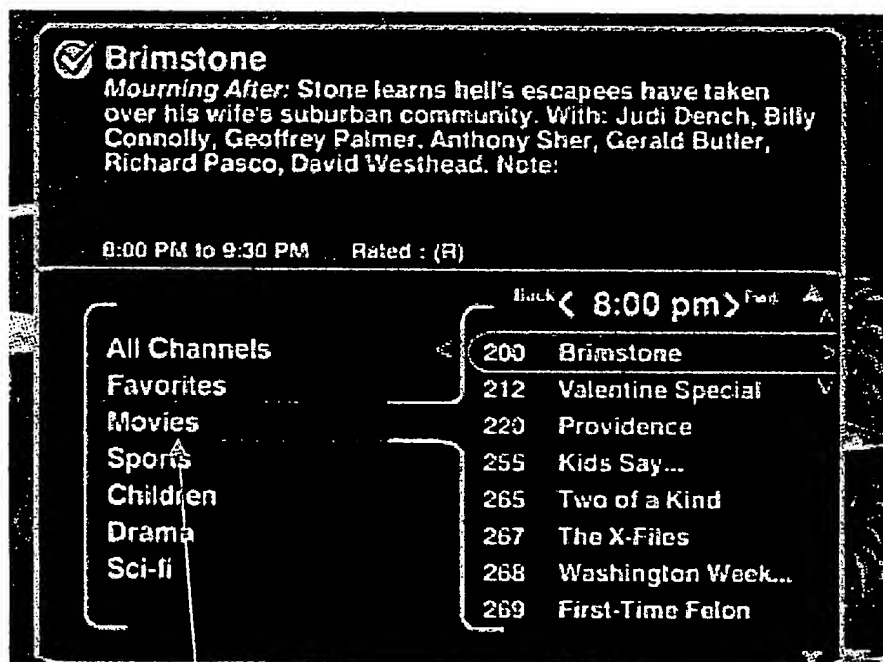 Brimstone
Mourning After: Stone learns hell's escapees have taken
over his wife's suburban community. With: Judi Dench, Billy
Connolly, Geoffrey Palmer, Anthony Sher, Gerald Butler,
Richard Pasco, David Westhead. Note:
8:00 PM to 9:30 PM Rated : (R)
Back < 8:00 pm > Fwd
All Channels
Favorites
Movies
Sports
Children
Drama
Sci-fi
200 Brimstone >
212 Valentine Special
220 Providence
255 Kids Say...
265 Two of a Kind
267 The X-Files
268 Washington Week...
269 First-Time Felon